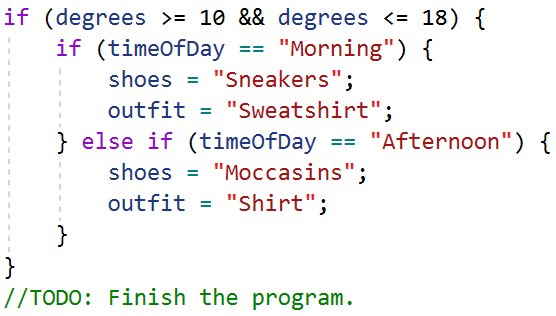 if (degrees >= 10 && degrees <= 18) {
    if (timeOfDay == "Morning") {
        shoes = "Sneakers";
        outfit = "Sweatshirt";
    } else if (timeOfDay == "Afternoon") {
        shoes = "Moccasins";
        outfit = "Shirt";
    }
}
//TODO: Finish the program.